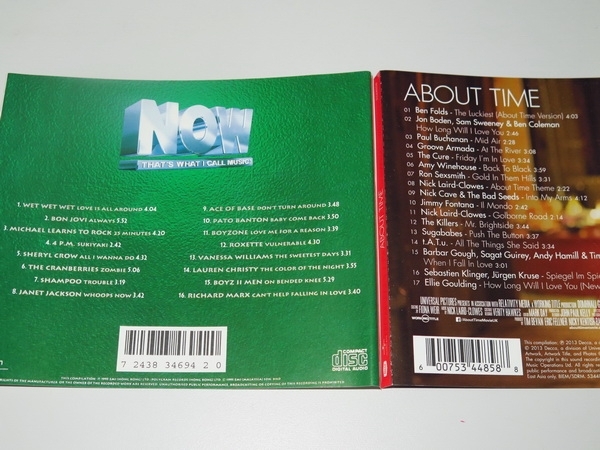 NOW
THAT'S WHAT I CALL MUSIC!
1. WET WET WET LOVE IS ALL AROUND 4.04
2. BON JOVI ALWAYS 5.52
3. MICHAEL LEARNS TO ROCK 25 MINUTES 4.20
4. 4 P.M. SUKIYAKI 2.42
5. SHERYL CROW ALL I WANNA DO 4.32
6. THE CRANBERRIES ZOMBIE 5.06
7. SHAMPOO TROUBLE 3.19
8. JANET JACKSON WHOOPS NOW 3.42
9. ACE OF BASE DON'T TURN AROUND 3.48
10. PATO BANTON BABY COME BACK 3.50
11. BOYZONE LOVE ME FOR A REASON 3.39
12. ROXETTE VULNERABLE 4.30
13. VANESSA WILLIAMS THE SWEETEST DAYS 3.31
14. LAUREN CHRISTY THE COLOR OF THE NIGHT 3.55
15. BOYZ II MEN ON BENDED KNEE 5.29
16. RICHARD MARX CAN'T HELP FALLING IN LOVE 3.40
7 24383 46942 0
COMPACT
disc
DIGITAL AUDIO
ABOUT TIME
ABOUT TIME
01 Ben Folds - The Luckiest (About Time Version) 4:03
02 Jon Boden, Sam Sweeney & Ben Coleman
How Long Will I Love You 2:46
03 Paul Buchanan - Mid Air 2:28
04 Groove Armada - At The River 3:08
05 The Cure - Friday I'm In Love 3:34
06 Amy Winehouse - Back To Black 3:59
07 Ron Sexsmith - Gold In Them Hills 3:31
08 Nick Laird-Clowes - About Time Theme 2:22
09 Nick Cave & The Bad Seeds - Into My Arms 4:12
10 Jimmy Fontana - Il Mondo 2:42
11 Nick Laird-Clowes - Golborne Road 2:14
12 The Killers - Mr. Brightside 3:44
13 Sugababes - Push The Button 3:37
14 t.A.T.u. - All The Things She Said 3:34
15 Barbar Gough, Sagat Guirey, Andy Hamill & Tim
When I Fall In Love 3:01
16 Sebastien Klinger, Jürgen Kruse - Spiegel Im Spiegel
17 Ellie Goulding - How Long Will I Love You (New
6 00753 44858 8